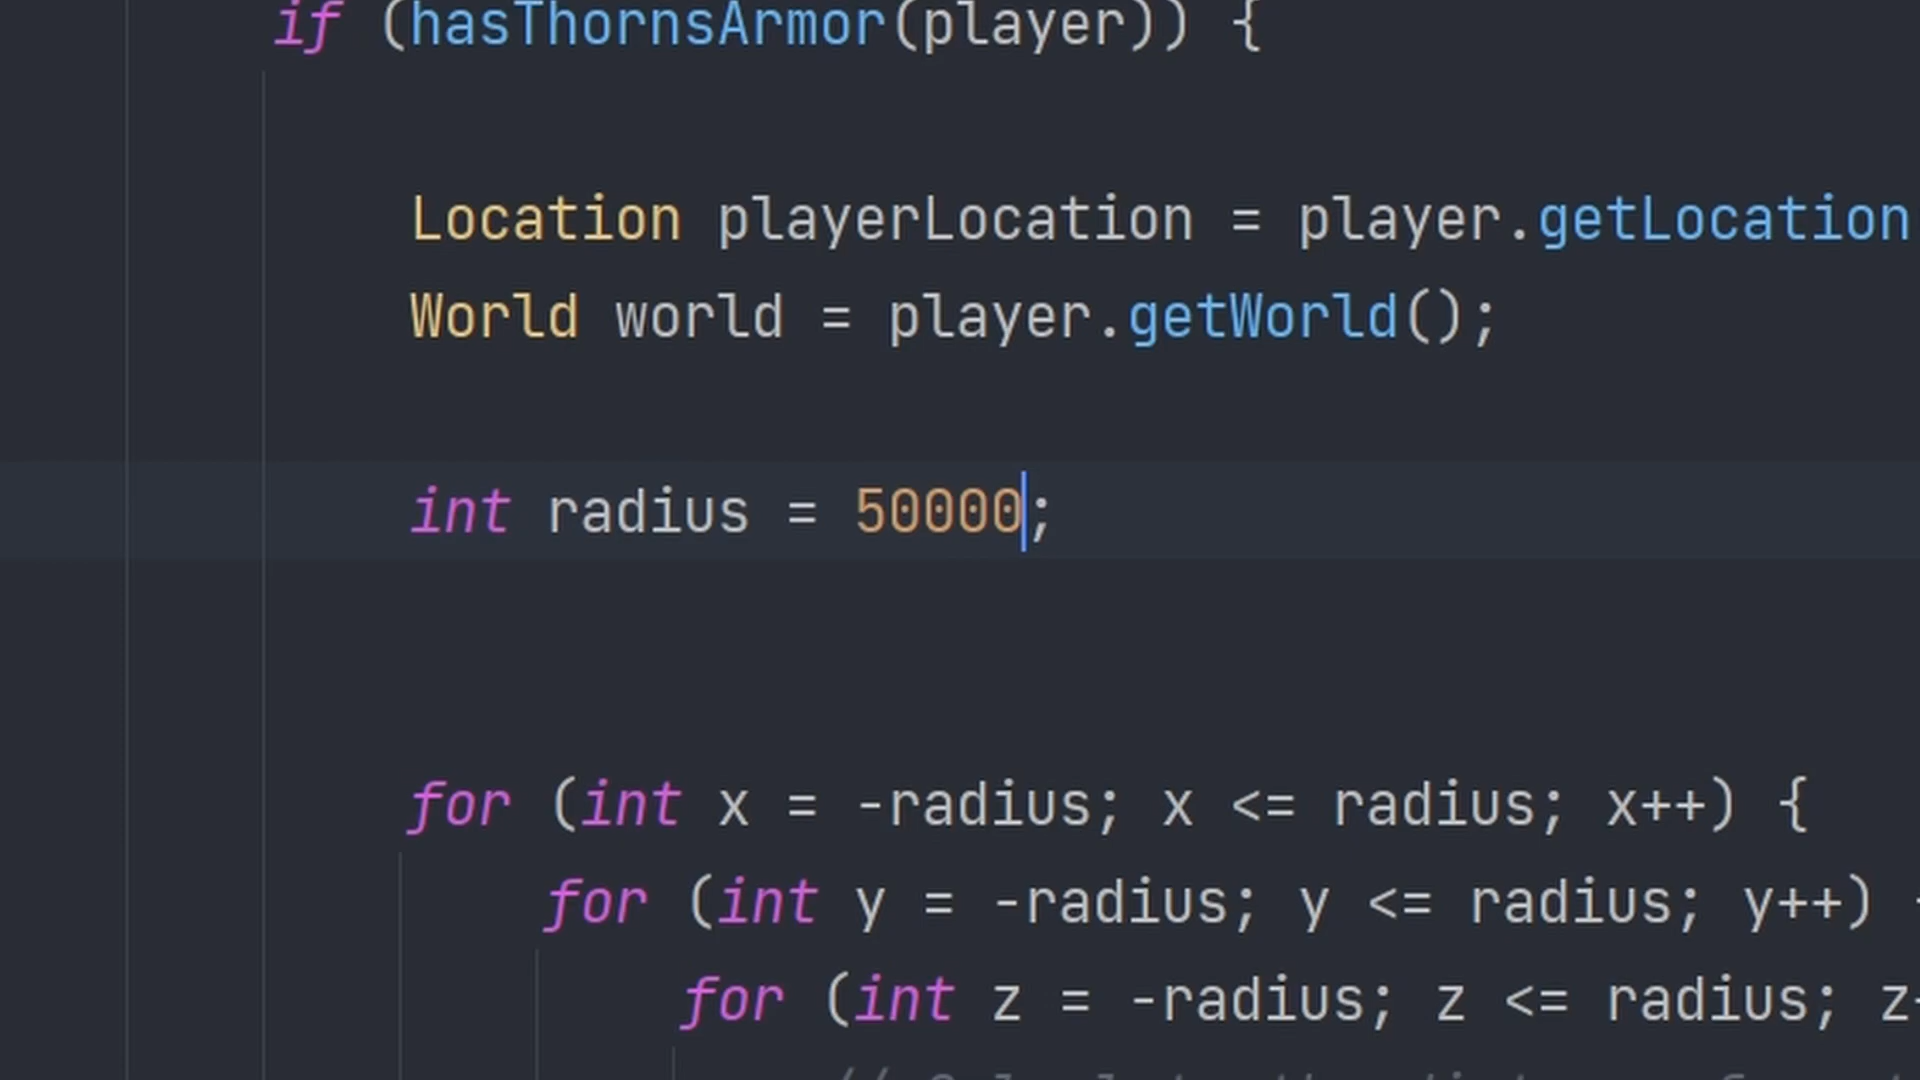 if (hasThornsArmor(player)) {
Location playerLocation = player.getLocation
World world = player.getWorld();
int radius = 50000;
for (int x = -radius; x <= radius; x++) {
for (int y = -radius; y <= radius; y++)
for (int z = -radius; z <= radius; z
//